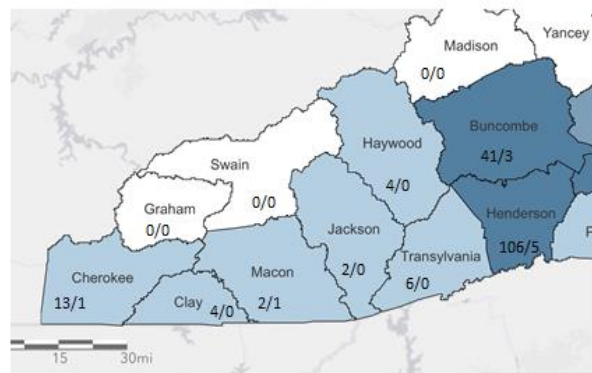 Madison
0/0
Yancey
Buncombe
41/3
Haywood
4/0
Swain
0/0
Graham
0/0
Jackson
2/0
Henderson
106/5
Transylvania
6/0
Cherokee
13/1
Clay
4/0
Macon
2/1
15
30mi